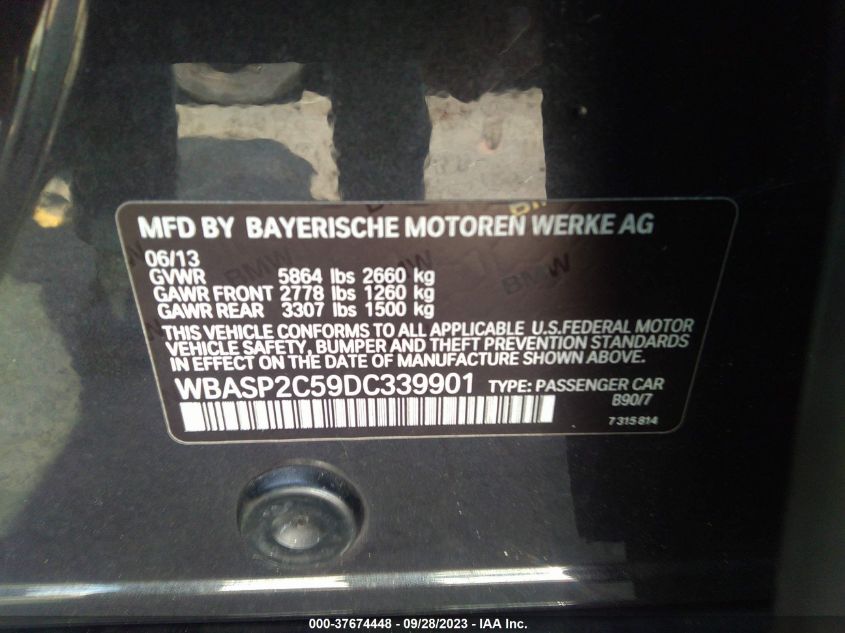 MFD BY BAYERISCHE MOTOREN WERKE AG
06/13
GVWR 5864 lbs 2660 kg
GAWR FRONT 2778 lbs 1260 kg
GAWR REAR 3307 lbs 1500 kg
THIS VEHICLE CONFORMS TO ALL APPLICABLE U.S.FEDERAL MOTOR
VEHICLE SAFETY, BUMPER AND THEFT PREVENTION STANDARDS
IN EFFECT ON THE DATE OF MANUFACTURE SHOWN ABOVE.
WBASP2C59DC339901 TYPE: PASSENGER CAR
B90/7
7315814
000-37674448 - 09/28/2023 - IAA Inc.